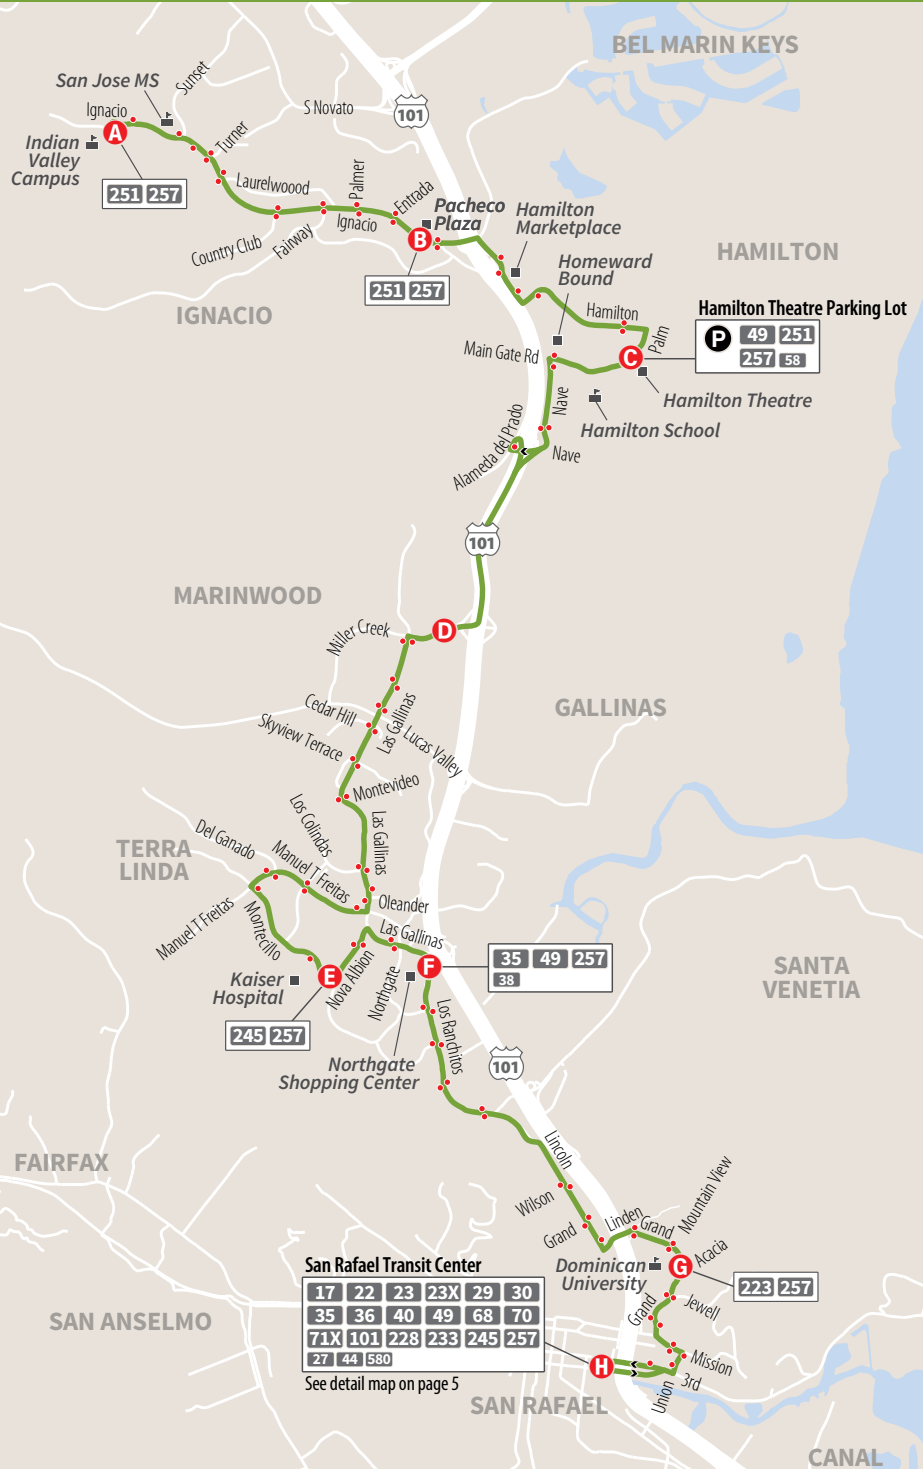 BEL MARIN KEYS
San Jose MS
Sunset
Ignacio
A
S Novato
101
Turner
Indian
Valley
Campus
251 257
Laurelwoood
Palmer
Entrada
Pacheco
Plaza
Ignacio
Country Club
Fairway
B
251 257
Hamilton
Marketplace
Homeward
Bound
HAMILTON
IGNACIO
Hamilton
Palm
Hamilton Theatre Parking Lot
P 49 251
257 58
Main Gate Rd
C
Hamilton Theatre
Nave
Hamilton School
Alameda del Prado
Nave
101
MARINWOOD
Miller Creek
D
Cedar Hill
Las Gallinas
Skyview Terrace
Lucas Valley
GALLINAS
Montevideo
Los Colindas
Las Gallinas
Del Ganado
TERRA
LINDA
Manuel T Freitas
Oleander
Manuel T Freitas
Montecillo
Las Gallinas
Nova Albion
Northgate
E
F
35 49 257
38
Kaiser
Hospital
245 257
SANTA
VENETIA
Los Ranchitos
Northgate
Shopping Center
101
Lincoln
FAIRFAX
Wilson
Grand
Linden
Grand
Mountain View
Acacia
Dominican
University
G
223 257
San Rafael Transit Center
17 22 23 23X 29 30
35 36 40 49 68 70
71X 101 228 233 245 257
27 44 580
See detail map on page 5
Grand
Jewell
SAN ANSELMO
H
Mission
3rd
Union
SAN RAFAEL
CANAL